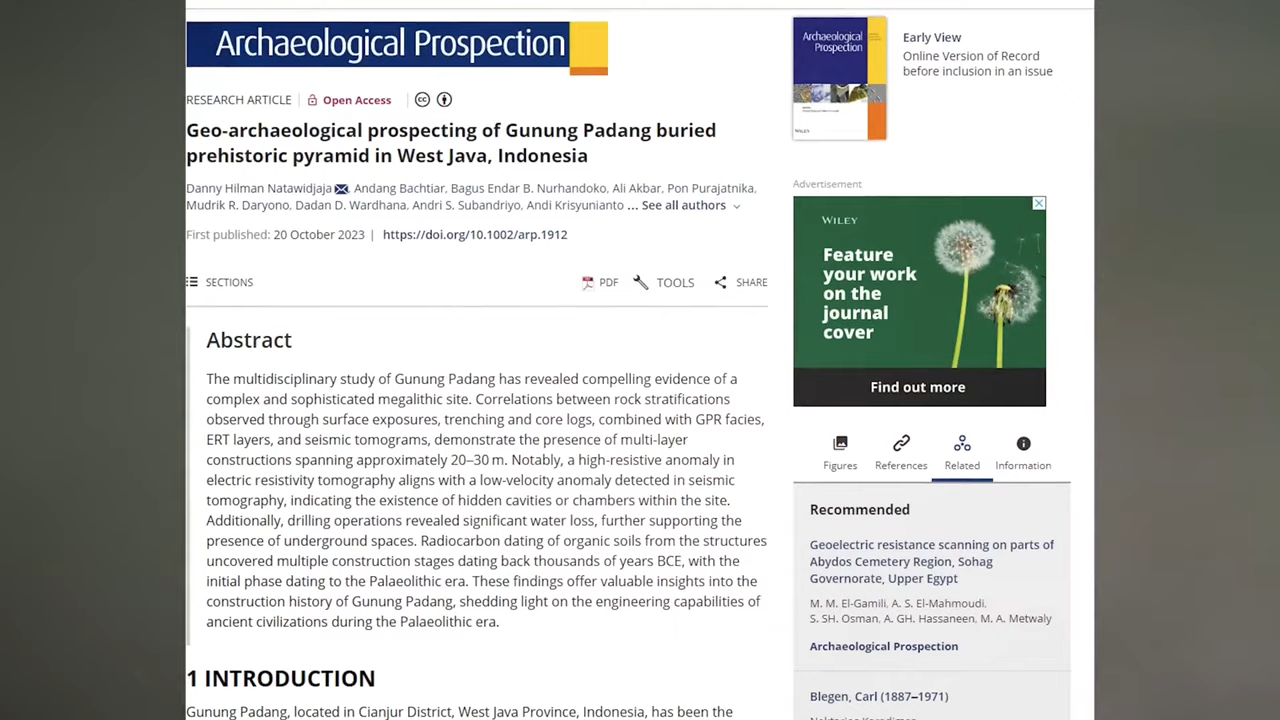 Archaeological Prospection
RESEARCH ARTICLE | Open Access
Geo-archaeological prospecting of Gunung Padang buried
prehistoric pyramid in West Java, Indonesia
Danny Hilman Natawidjaja, Andang Bachtiar, Bagus Endar B. Nurhandoko, Ali Akbar, Pon Purajatnika,
Mudrik R. Daryono, Dadan D. Wardhana, Andri S. Subandriyo, Andi Krisyunianto ... See all authors
First published: 20 October 2023 | https://doi.org/10.1002/arp.1912
SECTIONS
PDF TOOLS SHARE
Abstract
The multidisciplinary study of Gunung Padang has revealed compelling evidence of a
complex and sophisticated megalithic site. Correlations between rock stratifications
observed through surface exposures, trenching and core logs, combined with GPR facies,
ERT layers, and seismic tomograms, demonstrate the presence of multi-layer
constructions spanning approximately 20–30 m. Notably, a high-resistive anomaly in
electric resistivity tomography aligns with a low-velocity anomaly detected in seismic
tomography, indicating the existence of hidden cavities or chambers within the site.
Additionally, drilling operations revealed significant water loss, further supporting the
presence of underground spaces. Radiocarbon dating of organic soils from the structures
uncovered multiple construction stages dating back thousands of years BCE, with the
initial phase dating to the Palaeolithic era. These findings offer valuable insights into the
construction history of Gunung Padang, shedding light on the engineering capabilities of
ancient civilizations during the Palaeolithic era.
1 INTRODUCTION
Gunung Padang, located in Cianjur District, West Java Province, Indonesia, has been the
Archaeological
Prospection
WILEY
Early View
Online Version of Record
before inclusion in an issue
Advertisement
WILEY
Feature
your work
on the
journal
cover
Find out more
Figures References Related Information
Recommended
Geoelectric resistance scanning on parts of
Abydos Cemetery Region, Sohag
Governorate, Upper Egypt
M. M. El-Gamili, A. S. El-Mahmoudi,
S. SH. Osman, A. GH. Hassaneen, M. A. Metwaly
Archaeological Prospection
Blegen, Carl (1887–1971)